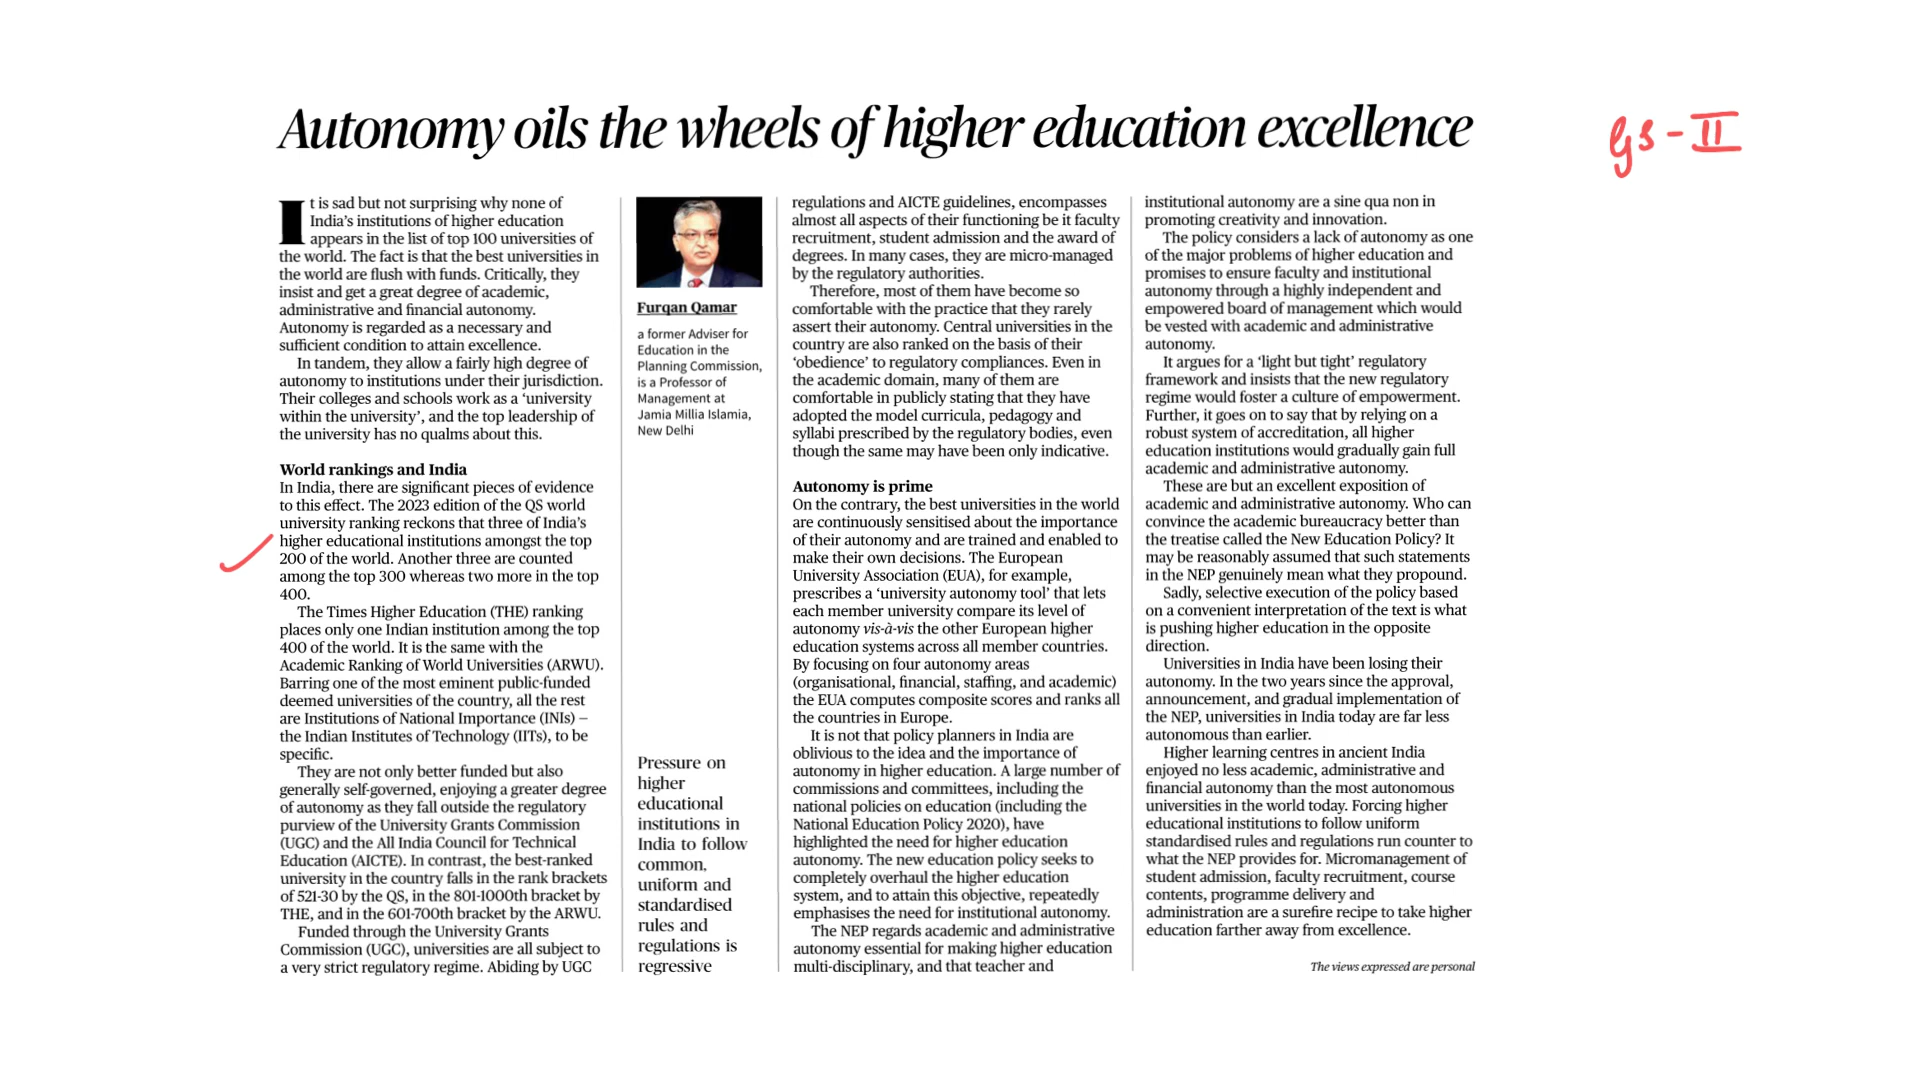 Autonomy oils the wheels of higher education excellence
GS - II
It is sad but not surprising why none of
India's institutions of higher education
appears in the list of top 100 universities of
the world. The fact is that the best universities in
the world are flush with funds. Critically, they
insist and get a great degree of academic,
administrative and financial autonomy.
Autonomy is regarded as a necessary and
sufficient condition to attain excellence.
In tandem, they allow a fairly high degree of
autonomy to institutions under their jurisdiction.
Their colleges and schools work as a 'university
within the university', and the top leadership of
the university has no qualms about this.
World rankings and India
In India, there are significant pieces of evidence
to this effect. The 2023 edition of the QS world
university ranking reckons that three of India's
higher educational institutions amongst the top
200 of the world. Another three are counted
among the top 300 whereas two more in the top
400.
The Times Higher Education (THE) ranking
places only one Indian institution among the top
400 of the world. It is the same with the
Academic Ranking of World Universities (ARWU).
Barring one of the most eminent public-funded
deemed universities of the country, all the rest
are Institutions of National Importance (INIs) –
the Indian Institutes of Technology (IITs), to be
specific.
They are not only better funded but also
generally self-governed, enjoying a greater degree
of autonomy as they fall outside the regulatory
purview of the University Grants Commission
(UGC) and the All India Council for Technical
Education (AICTE). In contrast, the best-ranked
university in the country falls in the rank brackets
of 521-30 by the QS, in the 801-1000th bracket by
THE, and in the 601-700th bracket by the ARWU.
Funded through the University Grants
Commission (UGC), universities are all subject to
a very strict regulatory regime. Abiding by UGC
Furqan Qamar
a former Adviser for
Education in the
Planning Commission,
is a Professor of
Management at
Jamia Millia Islamia,
New Delhi
Pressure on
higher
educational
institutions in
India to follow
common,
uniform and
standardised
rules and
regulations is
regressive
regulations and AICTE guidelines, encompasses
almost all aspects of their functioning be it faculty
recruitment, student admission and the award of
degrees. In many cases, they are micro-managed
by the regulatory authorities.
Therefore, most of them have become so
comfortable with the practice that they rarely
assert their autonomy. Central universities in the
country are also ranked on the basis of their
'obedience' to regulatory compliances. Even in
the academic domain, many of them are
comfortable in publicly stating that they have
adopted the model curricula, pedagogy and
syllabi prescribed by the regulatory bodies, even
though the same may have been only indicative.
Autonomy is prime
On the contrary, the best universities in the world
are continuously sensitised about the importance
of their autonomy and are trained and enabled to
make their own decisions. The European
University Association (EUA), for example,
prescribes a 'university autonomy tool' that lets
each member university compare its level of
autonomy vis-à-vis the other European higher
education systems across all member countries.
By focusing on four autonomy areas
(organisational, financial, staffing, and academic)
the EUA computes composite scores and ranks all
the countries in Europe.
It is not that policy planners in India are
oblivious to the idea and the importance of
autonomy in higher education. A large number of
commissions and committees, including the
national policies on education (including the
National Education Policy 2020), have
highlighted the need for higher education
autonomy. The new education policy seeks to
completely overhaul the higher education
system, and to attain this objective, repeatedly
emphasises the need for institutional autonomy.
The NEP regards academic and administrative
autonomy essential for making higher education
multi-disciplinary, and that teacher and
institutional autonomy are a sine qua non in
promoting creativity and innovation.
The policy considers a lack of autonomy as one
of the major problems of higher education and
promises to ensure faculty and institutional
autonomy through a highly independent and
empowered board of management which would
be vested with academic and administrative
autonomy.
It argues for a 'light but tight' regulatory
framework and insists that the new regulatory
regime would foster a culture of empowerment.
Further, it goes on to say that by relying on a
robust system of accreditation, all higher
education institutions would gradually gain full
academic and administrative autonomy.
These are but an excellent exposition of
academic and administrative autonomy. Who can
convince the academic bureaucracy better than
the treatise called the New Education Policy? It
may be reasonably assumed that such statements
in the NEP genuinely mean what they propound.
Sadly, selective execution of the policy based
on a convenient interpretation of the text is what
is pushing higher education in the opposite
direction.
Universities in India have been losing their
autonomy. In the two years since the approval,
announcement, and gradual implementation of
the NEP, universities in India today are far less
autonomous than earlier.
Higher learning centres in ancient India
enjoyed no less academic, administrative and
financial autonomy than the most autonomous
universities in the world today. Forcing higher
educational institutions to follow uniform
standardised rules and regulations run counter to
what the NEP provides for. Micromanagement of
student admission, faculty recruitment, course
contents, programme delivery and
administration are a surefire recipe to take higher
education farther away from excellence.
The views expressed are personal